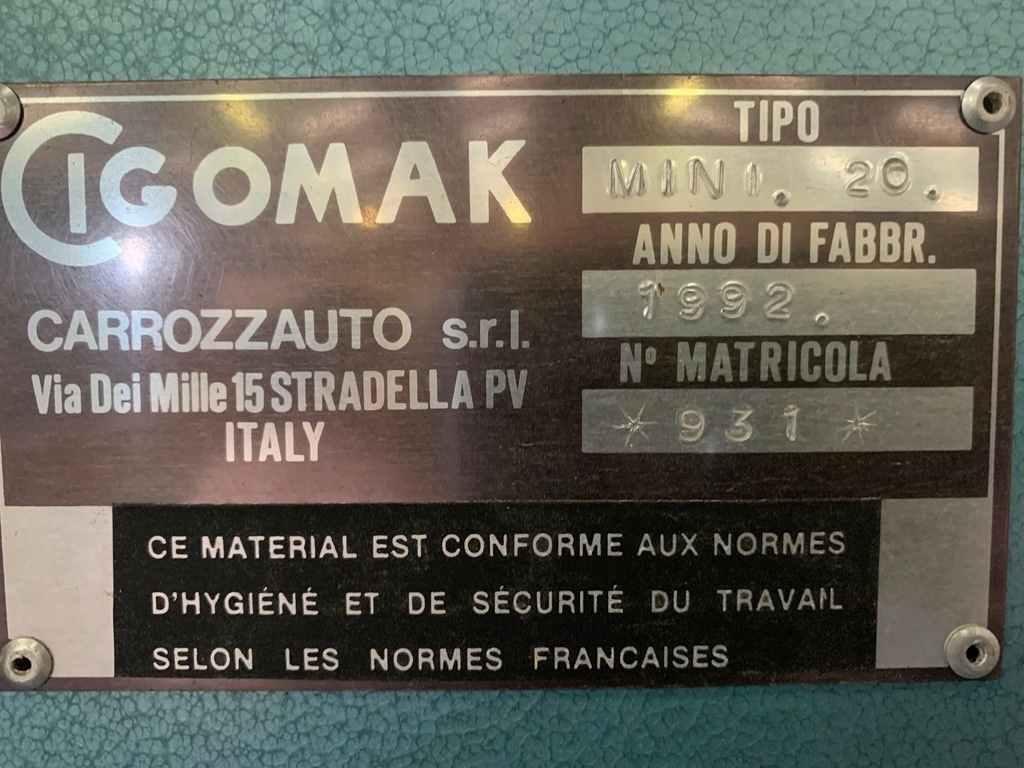 CIGOMAK
CARROZZAUTO s.r.l.
Via Dei Mille 15 STRADELLA PV
ITALY
TIPO
MINI. 20.
ANNO DI FABBR.
1992.
Nº MATRICOLA
* 931 *
CE MATERIAL EST CONFORME AUX NORMES
D'HYGIÉNÉ ET DE SÉCURITÉ DU TRAVAIL
SELON LES NORMES FRANCAISES